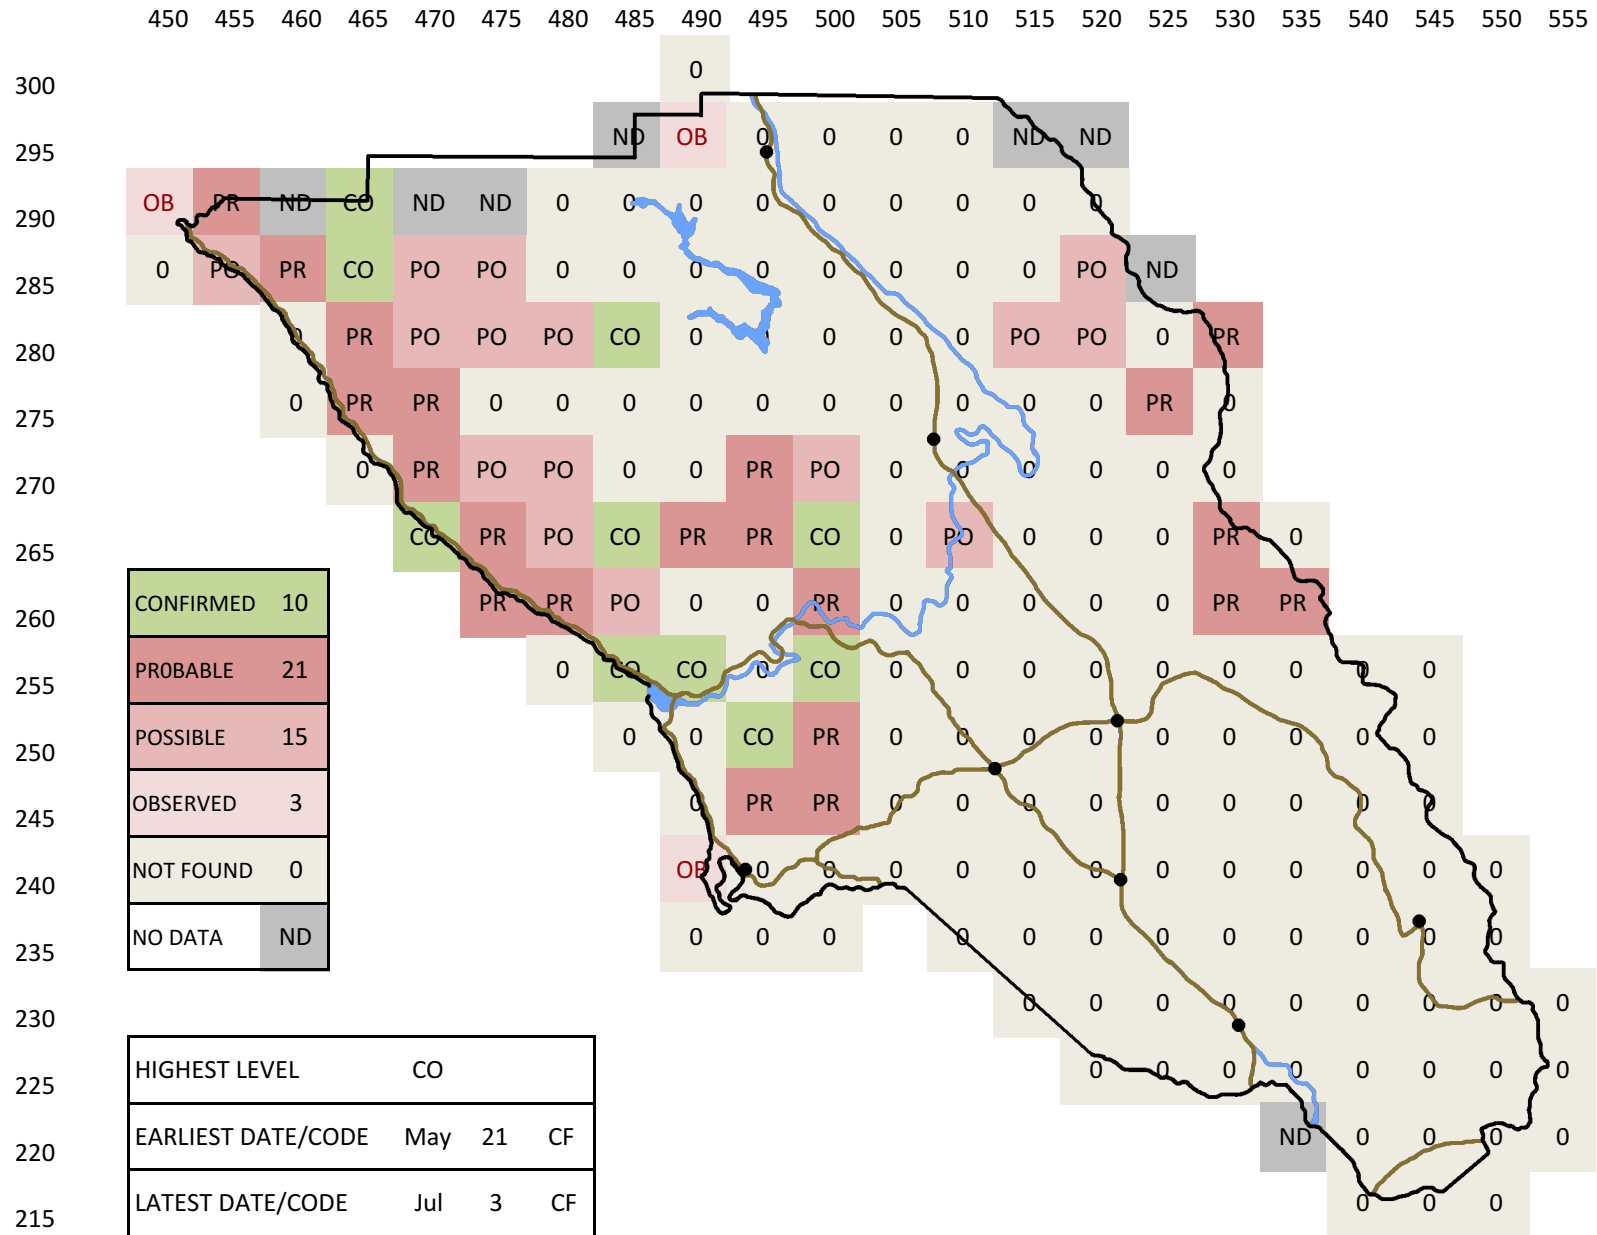 450 455 460 465 470 475 480 485 490 495 500 505 510 515 520 525 530 535 540 545 550 555
0
300
ND OB 0 0 0 0 ND ND
295
OB PR ND CO ND ND 0 0 0 0 0 0 0 0 0
290
0 PO PR CO PO PO 0 0 0 0 0 0 0 0 PO ND
285
0 PR PO PO PO CO 0 0 0 0 0 PO PO 0 PR
280
0 PR PR 0 0 0 0 0 0 0 0 0 0 PR 0
275
0 PR PO PO 0 0 PR PO 0 0 0 0 0 0
270
CO PR PO CO PR PR CO 0 PO 0 0 0 PR 0
265
PR PR PO 0 0 PR 0 0 0 0 0 PR PR
260
0 CO CO 0 CO 0 0 0 0 0 0 0 0 0
255
0 0 CO PR 0 0 0 0 0 0 0 0 0
250
0 PR PR 0 0 0 0 0 0 0 0 0
245
OB 0 0 0 0 0 0 0 0 0 0 0 0
240
0 0 0 0 0 0 0 0 0 0 0 0
235
0 0 0 0 0 0 0 0 0
230
0 0 0 0 0 0 0 0
225
ND 0 0 0 0
220
0 0 0
215
CONFIRMED 10
PR0BABLE 21
POSSIBLE 15
OBSERVED 3
NOT FOUND 0
NO DATA ND
HIGHEST LEVEL CO
EARLIEST DATE/CODE May 21 CF
LATEST DATE/CODE Jul 3 CF